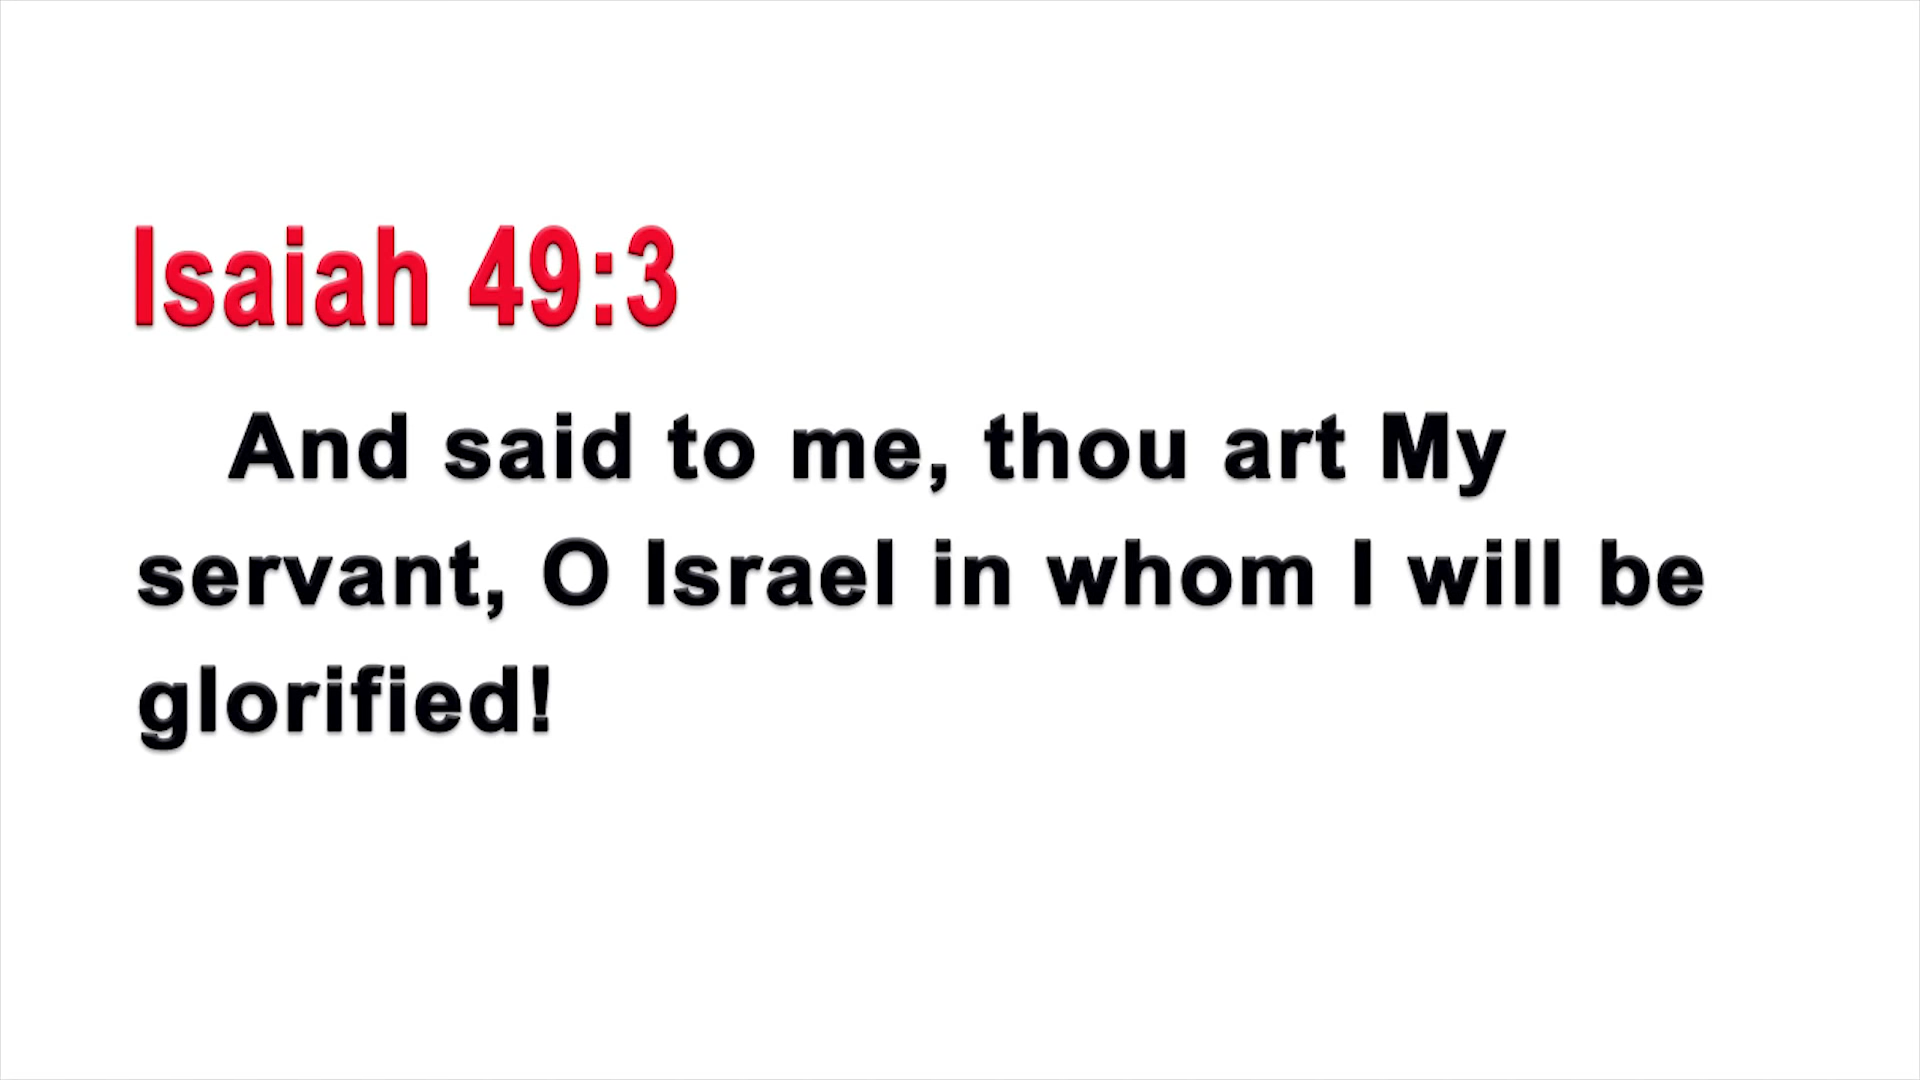 Isaiah 49:3
And said to me, thou art My
servant, O Israel in whom I will be
glorified!